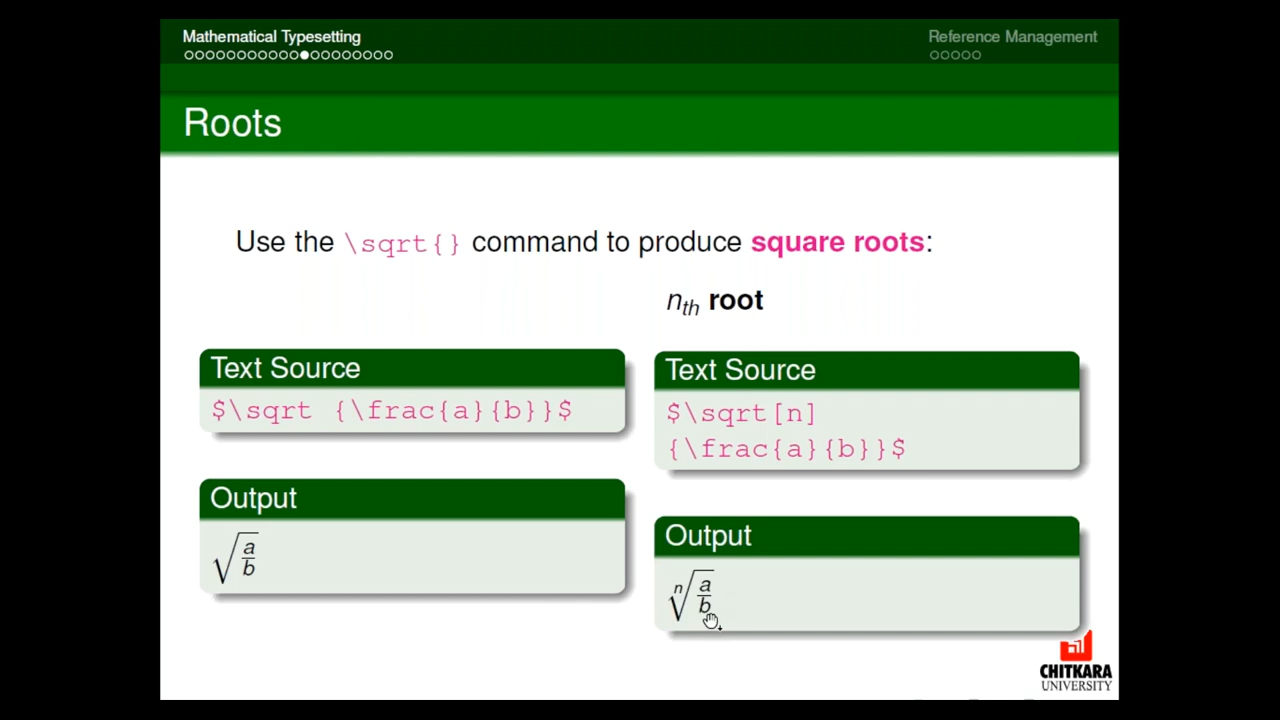 Mathematical Typesetting
Reference Management
Roots
Use the \sqrt{} command to produce square roots:
n_th root
Text Source
$\sqrt {\frac{a}{b}}$
Output
√a/b
Text Source
$\sqrt[n]
{\frac{a}{b}}$
Output
n√a/b
CHITKARA
UNIVERSITY